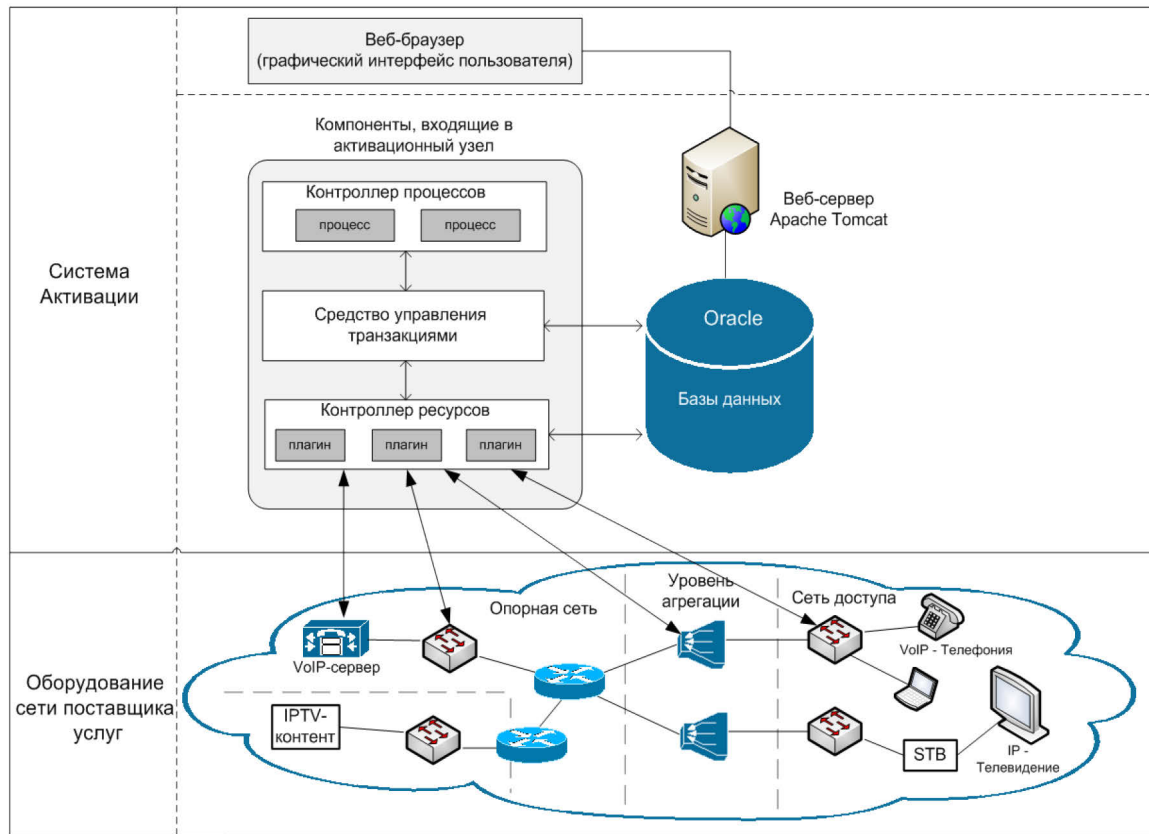 Веб-браузер
(графический интерфейс пользователя)
Компоненты, входящие в
активационный узел
Контроллер процессов
процесс
процесс
Веб-сервер
Apache Tomcat
Система
Активации
Средство управления
транзакциями
Oracle
Базы данных
Контроллер ресурсов
плагин
плагин
плагин
Оборудование
сети поставщика
услуг
Опорная сеть
Уровень
агрегации
Сеть доступа
VoIP-сервер
VoIP - Телефония
IPTV-
контент
STB
IP -
Телевидение